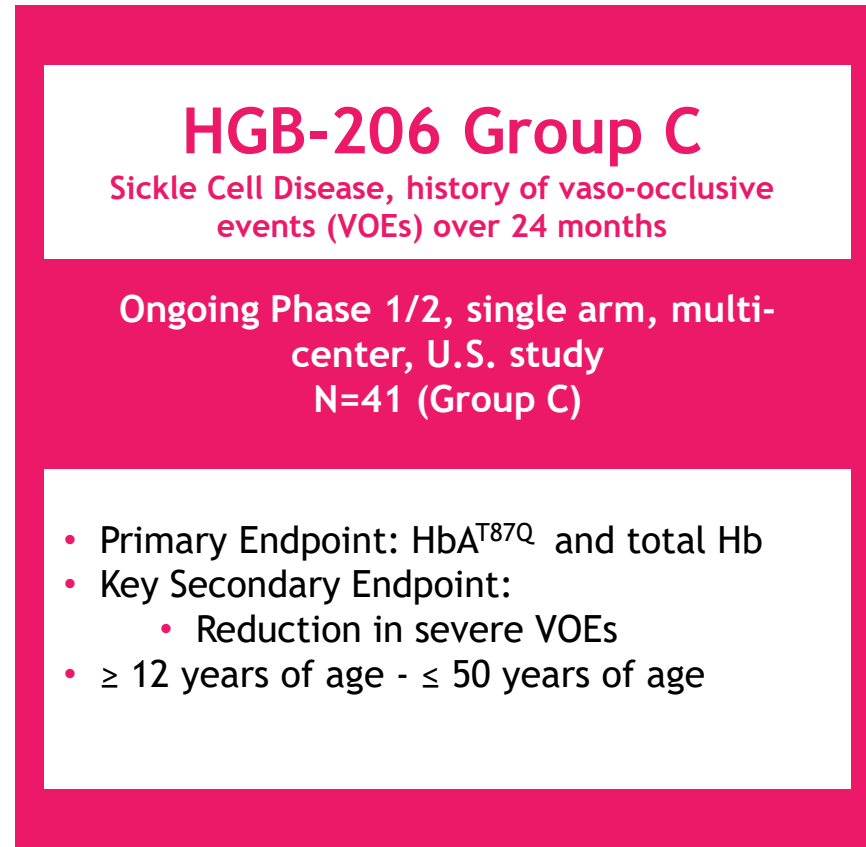 HGB-206 Group C
Sickle Cell Disease, history of vaso-occlusive
events (VOEs) over 24 months
Ongoing Phase 1/2, single arm, multi-
center, U.S. study
N=41 (Group C)
• Primary Endpoint: HbAᵀ⁸⁷Q and total Hb
• Key Secondary Endpoint:
• Reduction in severe VOEs
• ≥ 12 years of age - ≤ 50 years of age